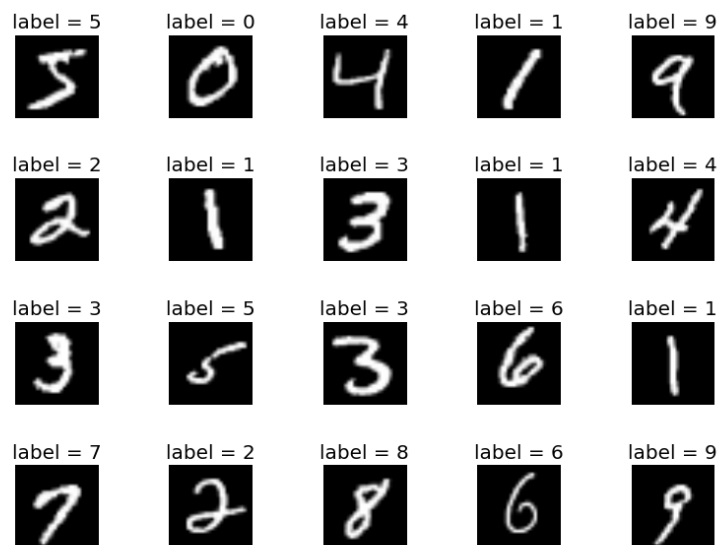 label = 5 label = 0 label = 4 label = 1 label = 9
5 0 4 1 9
label = 2 label = 1 label = 3 label = 1 label = 4
2 1 3 1 4
label = 3 label = 5 label = 3 label = 6 label = 1
3 5 3 6 1
label = 7 label = 2 label = 8 label = 6 label = 9
7 2 8 6 9